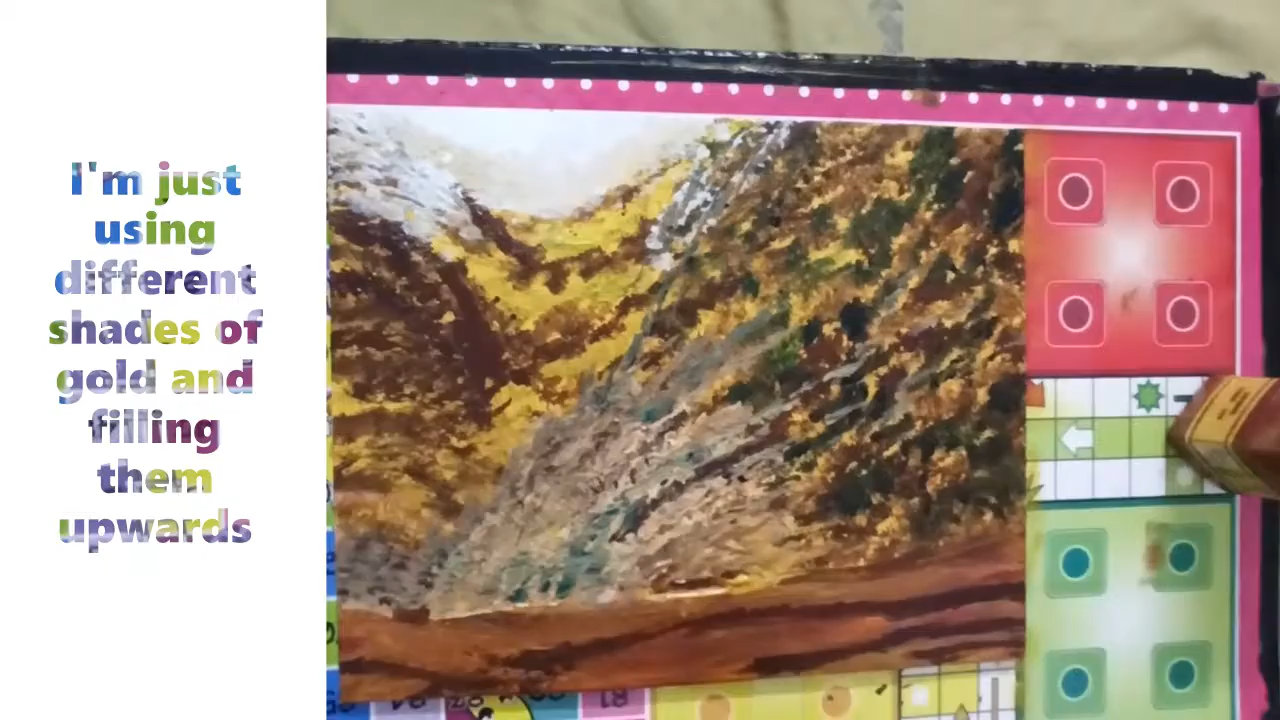 I'm just
using
different
shades of
gold and
filling
them
upwards